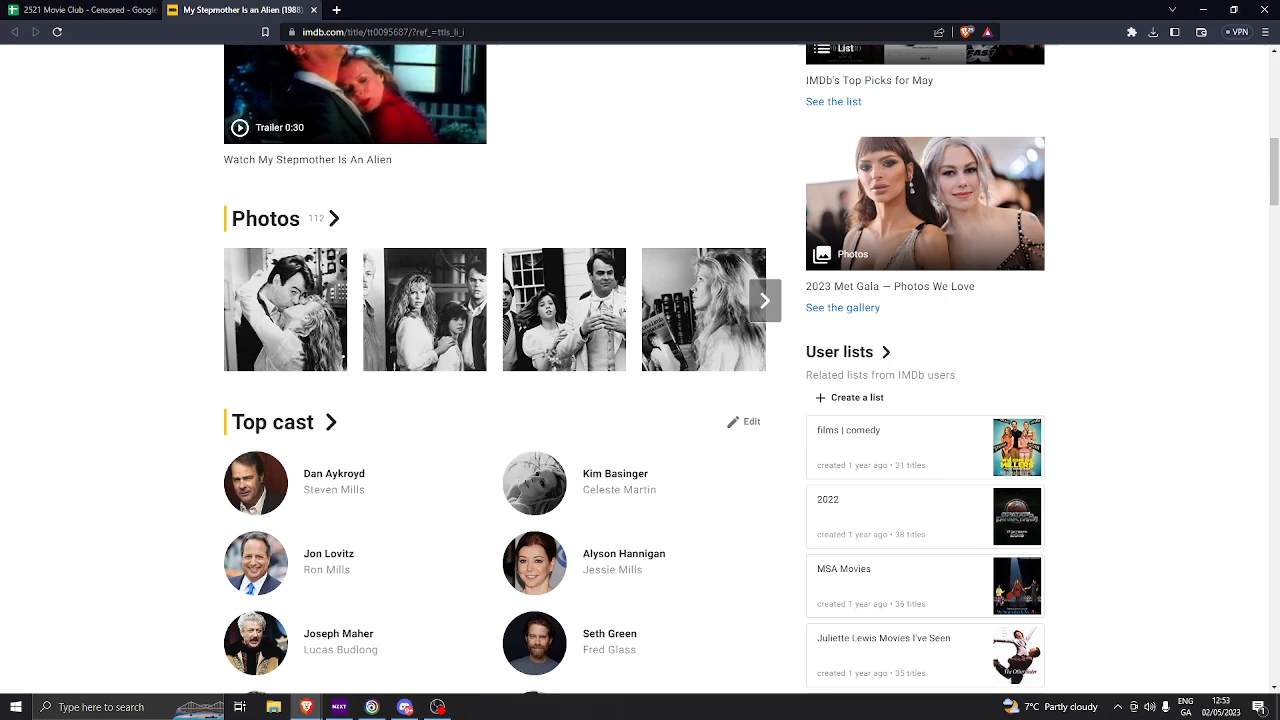 2521 Movie Club - Censored - Google
My Stepmother Is an Alien (1988)
imdb.com/title/tt0095687/?ref_=ttls_li_i
List
Trailer 0:30
Watch My Stepmother Is An Alien
IMDb's Top Picks for May
See the list
Photos 112
Photos
2023 Met Gala — Photos We Love
See the gallery
User lists
Related lists from IMDb users
Create a list
Top cast
Edit
Dan Aykroyd
Steven Mills
Kim Basinger
Celeste Martin
Jon Lovitz
Ron Mills
Alyson Hannigan
Jessie Mills
Joseph Maher
Lucas Budlong
Seth Green
Fred Glass
films | comedy
created 1 year ago • 31 titles
MILLERS
2022
created 1 year ago • 38 titles
MSA Movies
created 1 year ago • 36 titles
Juliette Lewis Movies I've Seen
created 1 year ago • 35 titles
Type here to search
NEXT
7°C Partly cloudy
ENG
12:53
02/05/2023